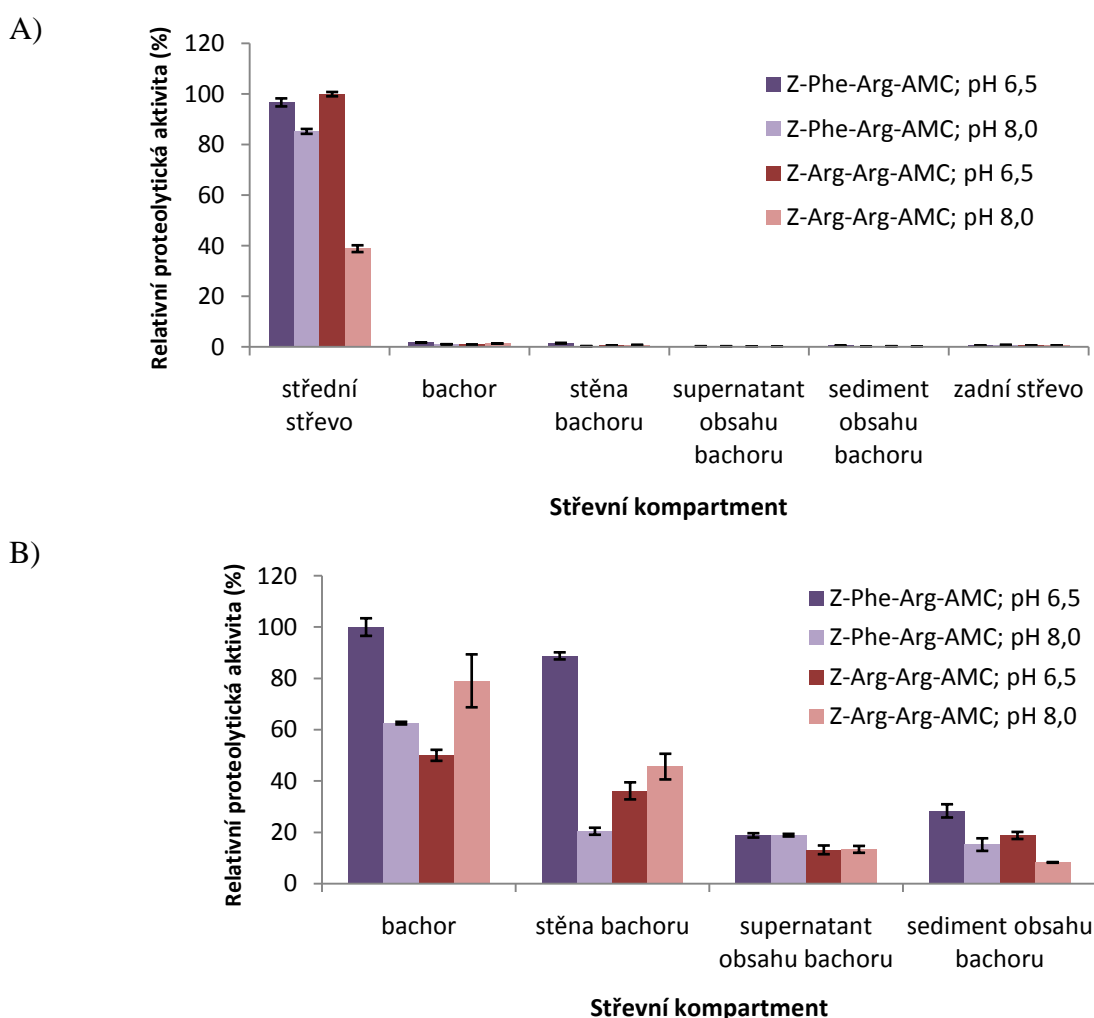 A)
Relativní proteolytická aktivita (%)
120
100
80
60
40
20
0
Z-Phe-Arg-AMC; pH 6,5
Z-Phe-Arg-AMC; pH 8,0
Z-Arg-Arg-AMC; pH 6,5
Z-Arg-Arg-AMC; pH 8,0
střední
střevo
bachor
stěna
bachoru
supernatant
obsahu
bachoru
sediment
obsahu
bachoru
zadní střevo
Střevní kompartment
B)
Relativní proteolytická aktivita (%)
120
100
80
60
40
20
0
Z-Phe-Arg-AMC; pH 6,5
Z-Phe-Arg-AMC; pH 8,0
Z-Arg-Arg-AMC; pH 6,5
Z-Arg-Arg-AMC; pH 8,0
bachor
stěna bachoru
supernatant
obsahu bachoru
sediment obsahu
bachoru
Střevní kompartment